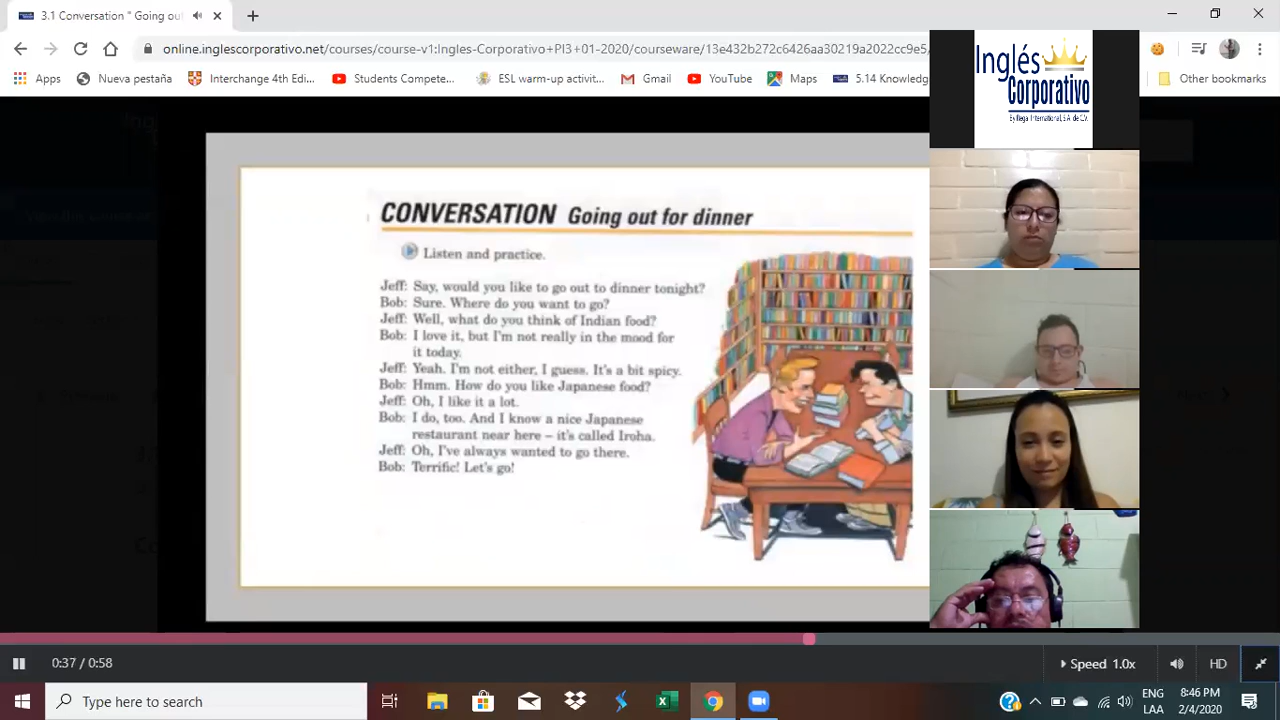 3.1 Conversation " Going out
online.inglescorporativo.net/courses/course-v1:Ingles-Corporativo+PI3+01-2020/courseware/13e432b272c6426aa30219a2022cc9e5/
Apps
Nueva pestaña
Interchange 4th Edi...
Students Compete...
ESL warm-up activit...
Gmail
YouTube
Maps
5.14 Knowledg
Other bookmarks
Inglés
Corporativo
CONVERSATION Going out for dinner
Listen and practice.
Jeff: Say, would you like to go out to dinner tonight?
Bob: Sure. Where do you want to go?
Jeff: Well, what do you think of Indian food?
Bob: I love it, but I'm not really in the mood for
it today.
Jeff: Yeah. I'm not either, I guess. It's a bit spicy.
Bob: Hmm. How do you like Japanese food?
Jeff: Oh, I like it a lot.
Bob: I do, too. And I know a nice Japanese
restaurant near here – it's called Iroha.
Jeff: Oh, I've always wanted to go there.
Bob: Terrific! Let's go!
0:37 / 0:58
Speed 1.0x
HD
Type here to search
ENG
LAA
8:46 PM
2/4/2020